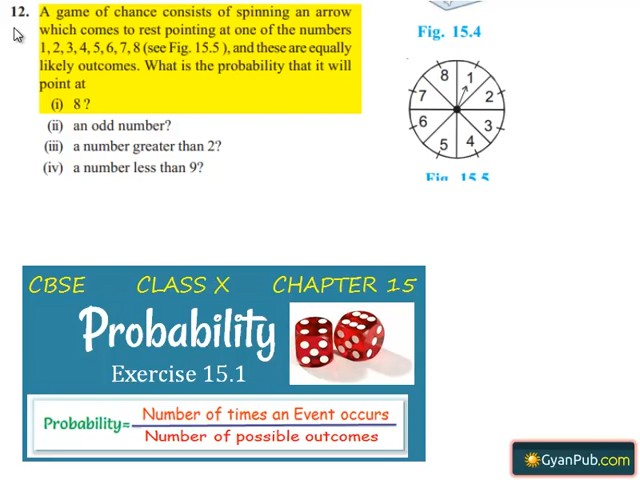 12. A game of chance consists of spinning an arrow
which comes to rest pointing at one of the numbers
1, 2, 3, 4, 5, 6, 7, 8 (see Fig. 15.5), and these are equally
likely outcomes. What is the probability that it will
point at
(i) 8 ?
(ii) an odd number?
(iii) a number greater than 2?
(iv) a number less than 9?
Fig. 15.4
8 1
7 2
6 3
5 4
Fig. 15.5
CBSE CLASS X CHAPTER 15
Probability
Exercise 15.1
Probability= Number of times an Event occurs
Number of possible outcomes
GyanPub.com